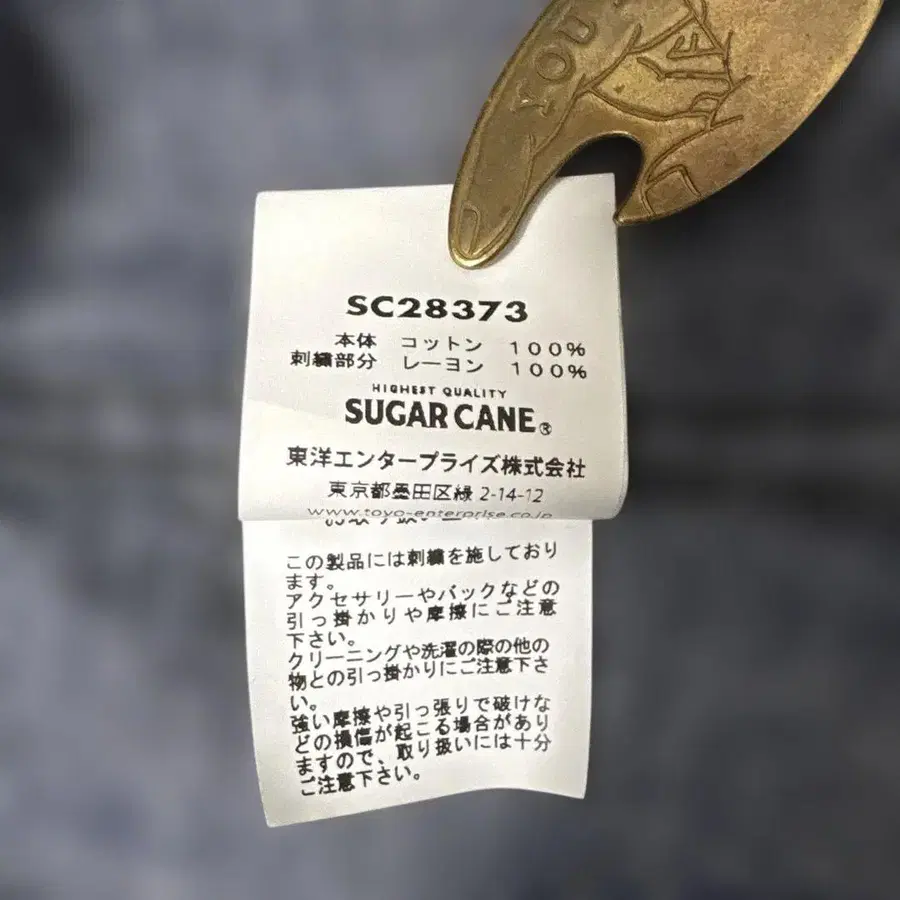 YOU
SC28373
本体 コットン 100%
刺繍部分 レーヨン 100%
HIGHEST QUALITY
SUGAR CANE®
東洋エンタープライズ株式会社
東京都墨田区緑 2-14-12
www.toyo-enterprise.co.jp
この製品には刺繍を施しており
ます。
アクセサリーやバックなどの
引っ掛かりや摩擦にご注意
下さい。
クリーニングや洗濯の際の他の
物との引っ掛かりにご注意下さ
い。
強い摩擦や引っ張りで破けな
どの損傷が起こる場合があり
ますので、取り扱いには十分
ご注意下さい。